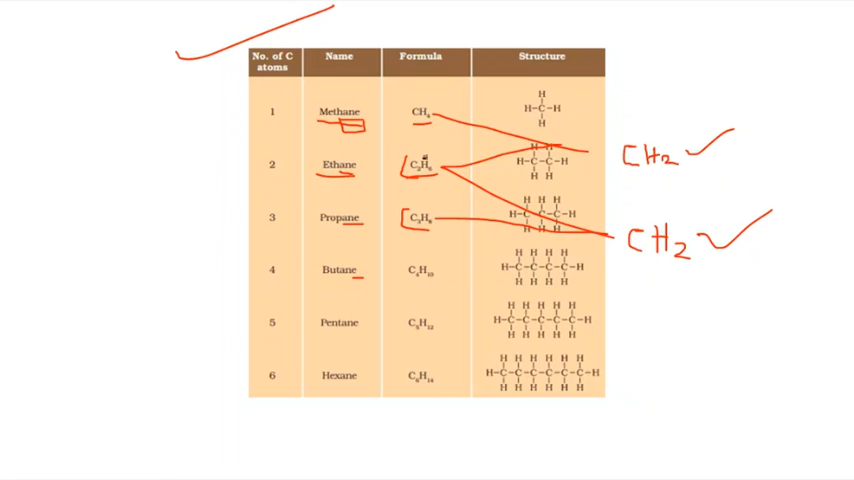 No. of C atoms Name Formula Structure
1 Methane CH₄
H
H–C–H
H
2 Ethane C₂H₆
H H
H–C–C–H
H H
CH₂
3 Propane C₃H₈
H H H
H–C–C–C–H
H H H
CH₂
4 Butane C₄H₁₀
H H H H
H–C–C–C–C–H
H H H H
5 Pentane C₅H₁₂
H H H H H
H–C–C–C–C–C–H
H H H H H
6 Hexane C₆H₁₄
H H H H H H
H–C–C–C–C–C–C–H
H H H H H H